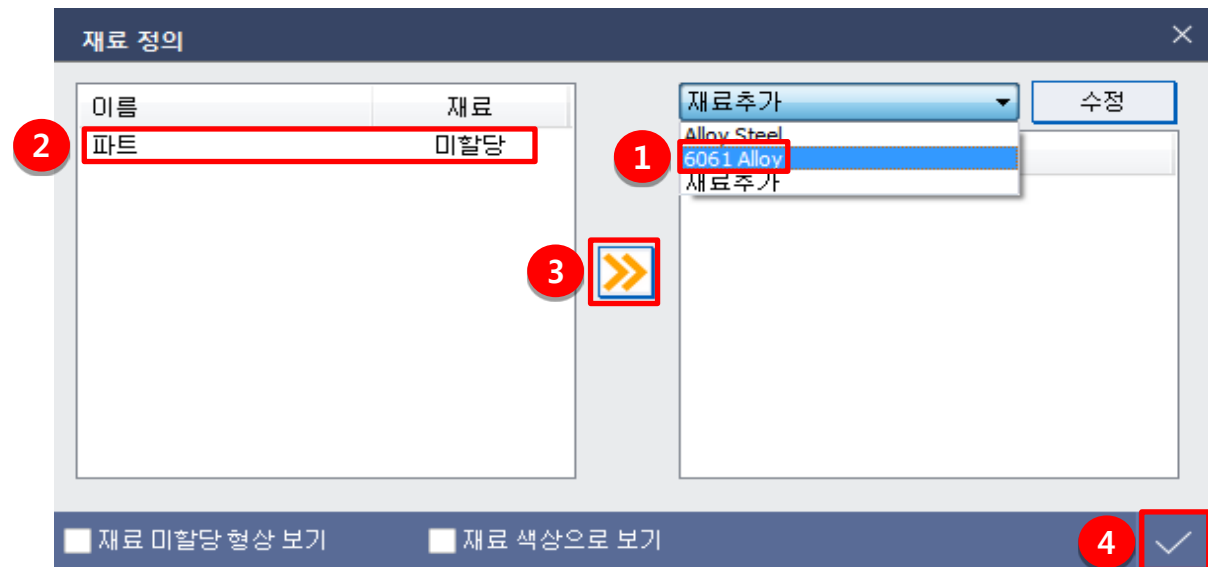 재료 정의
이름 재료
파트 미할당
재료추가 수정
Alloy Steel
6061 Alloy
재료추가
1
2
3
재료 미할당 형상 보기 재료 색상으로 보기
4